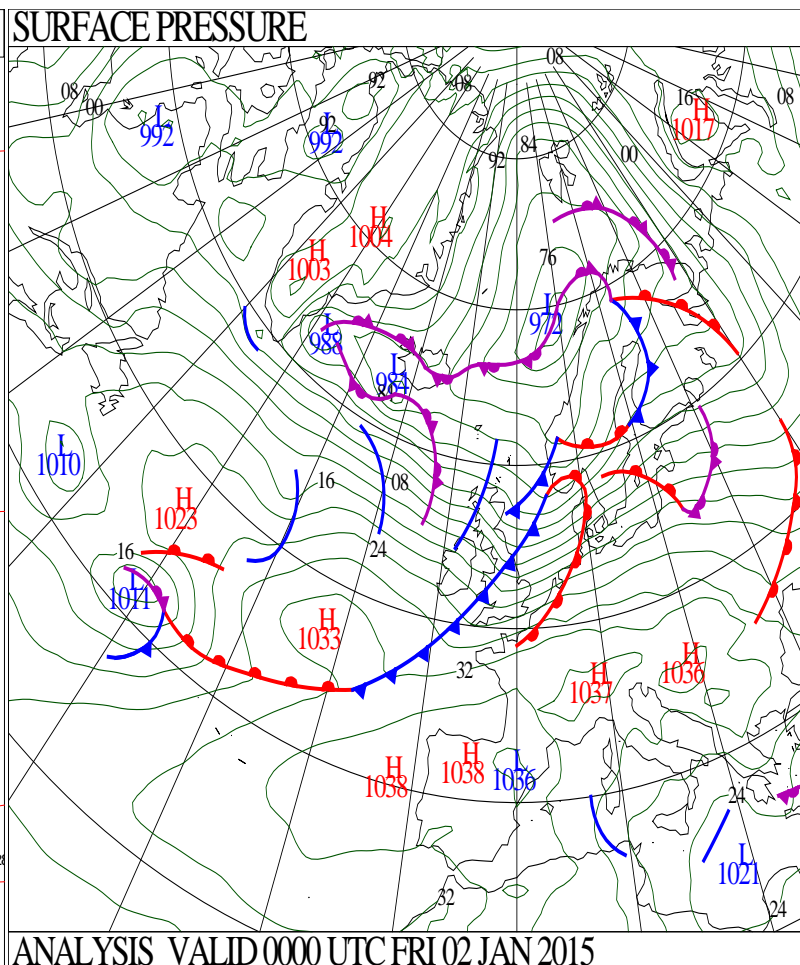 SURFACE PRESSURE
08
92
08
08
00
16
08
H
1017
L
992
92
L
992
84
92
00
H
1004
H
1003
76
L
972
L
988
L
984
L
1010
16
08
H
1023
24
16
L
1011
H
1033
32
H
1037
H
1036
H
1038
H
1038
L
1036
24
L
1021
32
24
ANALYSIS VALID 0000 UTC FRI 02 JAN 2015